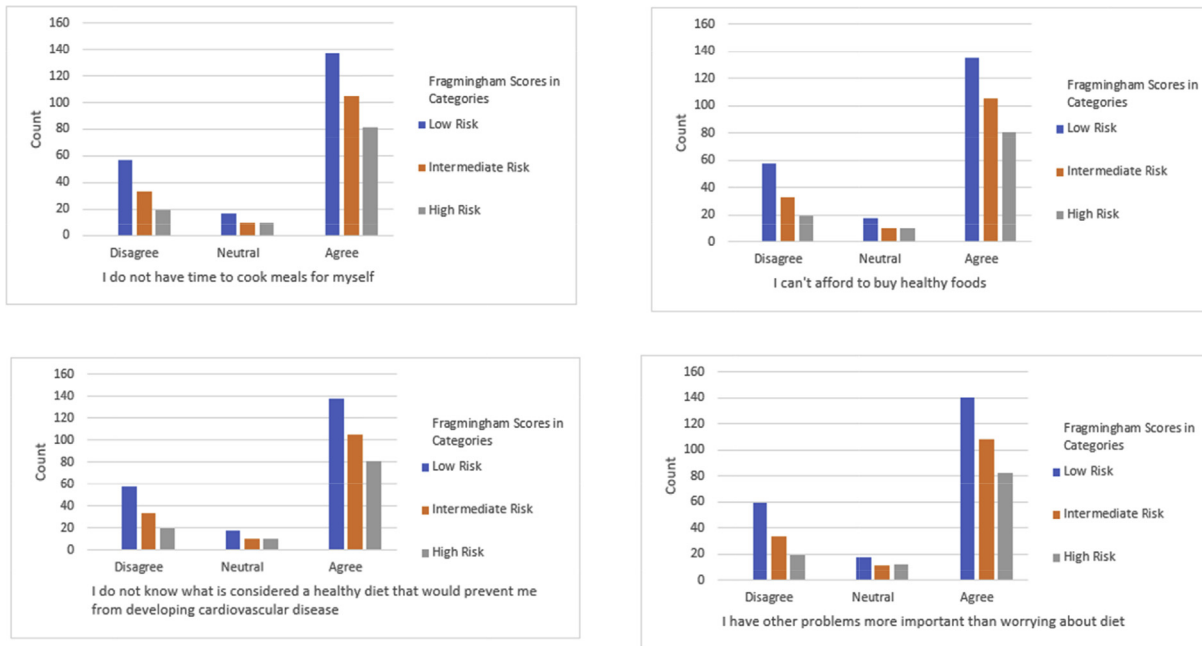 160
140
120
100
80
60
40
20
0
Count
Disagree Neutral Agree
I do not have time to cook meals for myself
Fragmingham Scores in
Categories
Low Risk
Intermediate Risk
High Risk
160
140
120
100
80
60
40
20
0
Count
Disagree Neutral Agree
I can't afford to buy healthy foods
Fragmingham Scores in
Categories
Low Risk
Intermediate Risk
High Risk
160
140
120
100
80
60
40
20
0
Count
Disagree Neutral Agree
I do not know what is considered a healthy diet that would prevent me
from developing cardiovascular disease
Fragmingham Scores in
Categories
Low Risk
Intermediate Risk
High Risk
160
140
120
100
80
60
40
20
0
Count
Disagree Neutral Agree
I have other problems more important than worrying about diet
Fragmingham Scores in
Categories
Low Risk
Intermediate Risk
High Risk